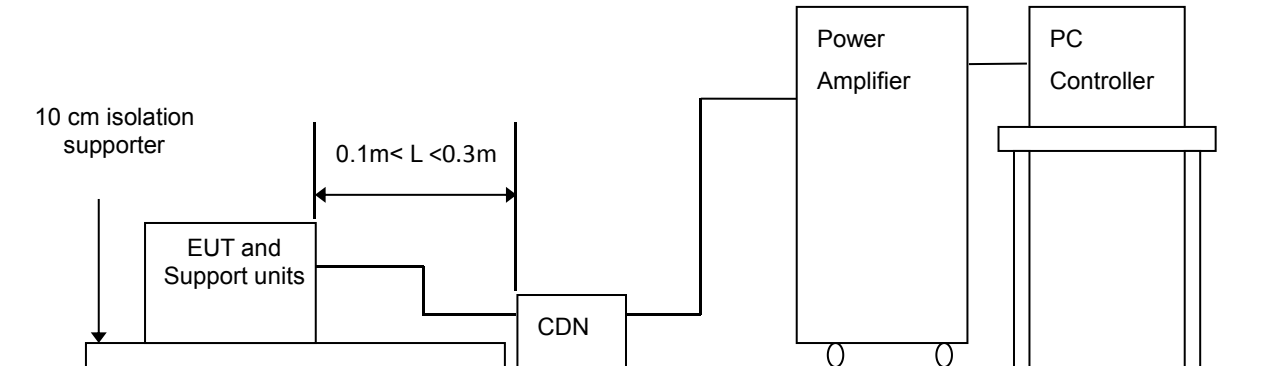 Power
Amplifier
PC
Controller
10 cm isolation
supporter
0.1m< L <0.3m
EUT and
Support units
CDN